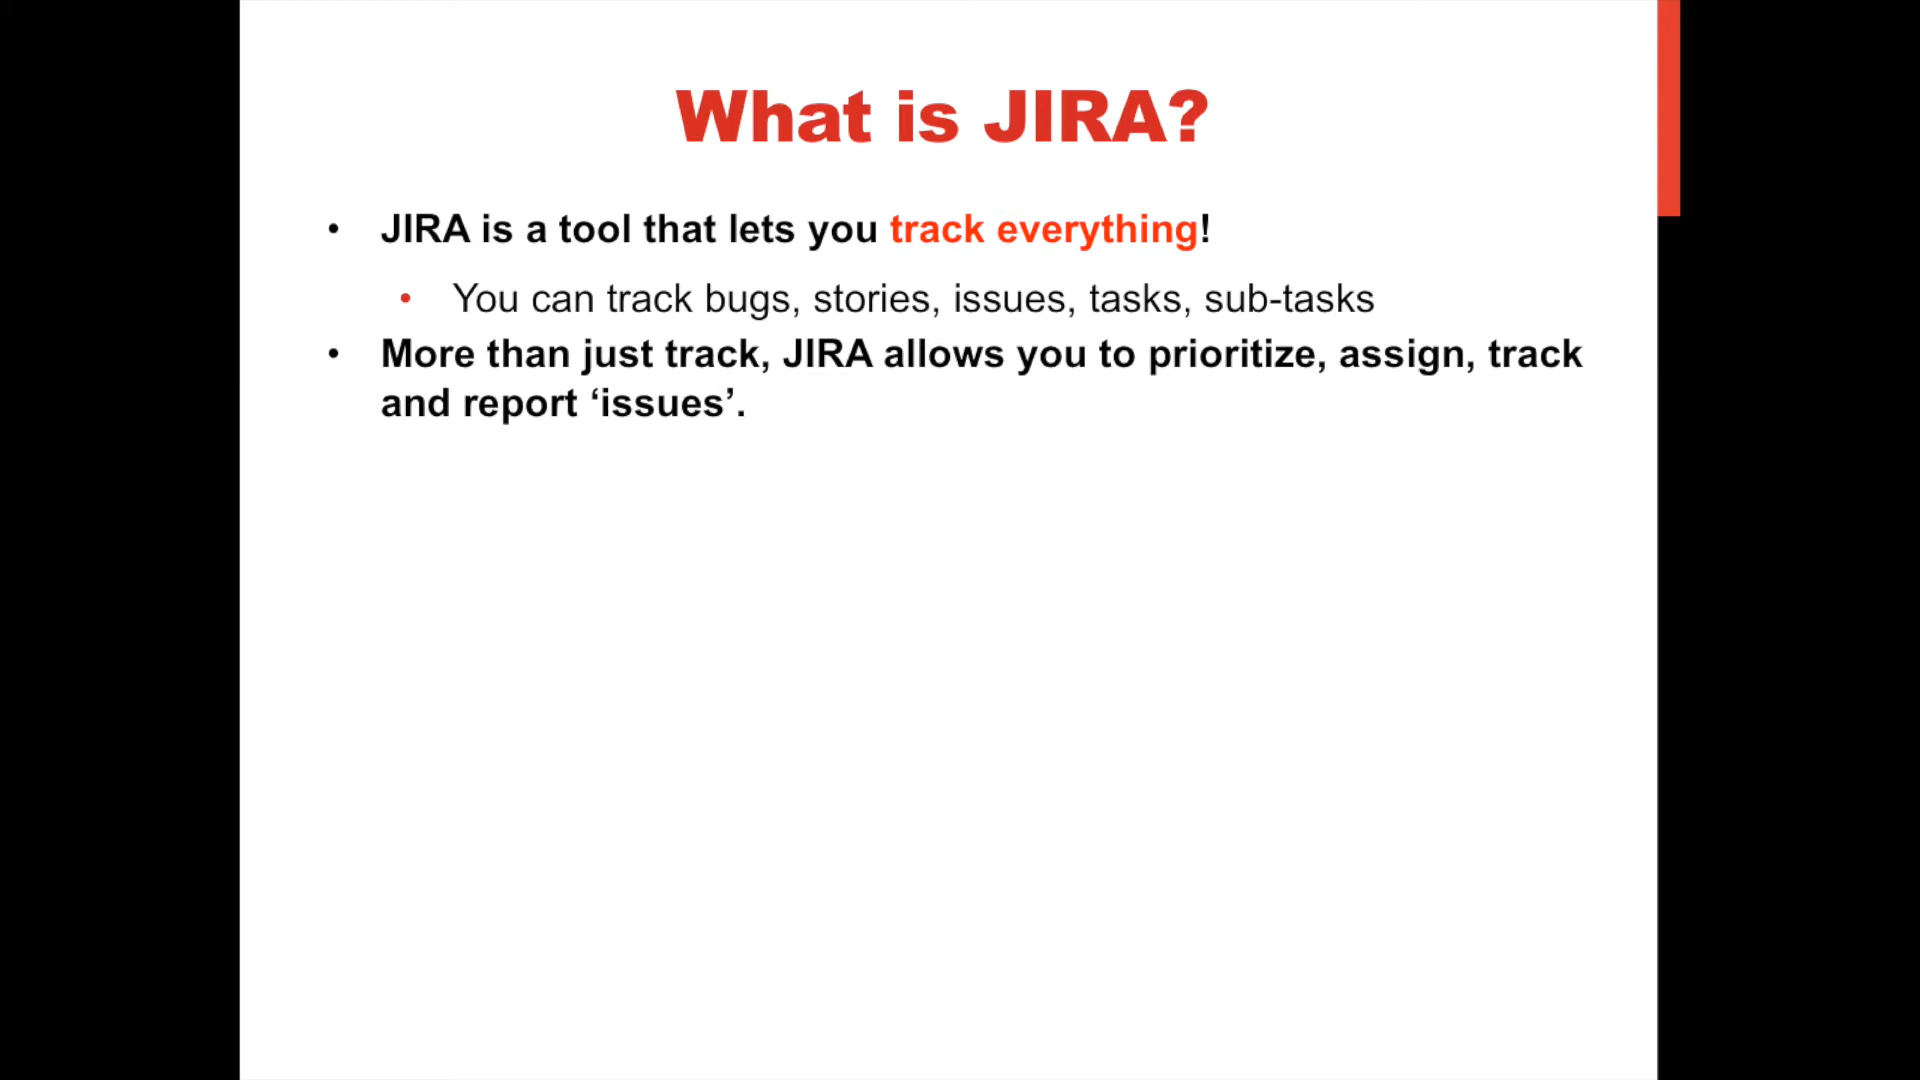 What is JIRA?
• JIRA is a tool that lets you track everything!
• You can track bugs, stories, issues, tasks, sub-tasks
• More than just track, JIRA allows you to prioritize, assign, track
and report ‘issues’.